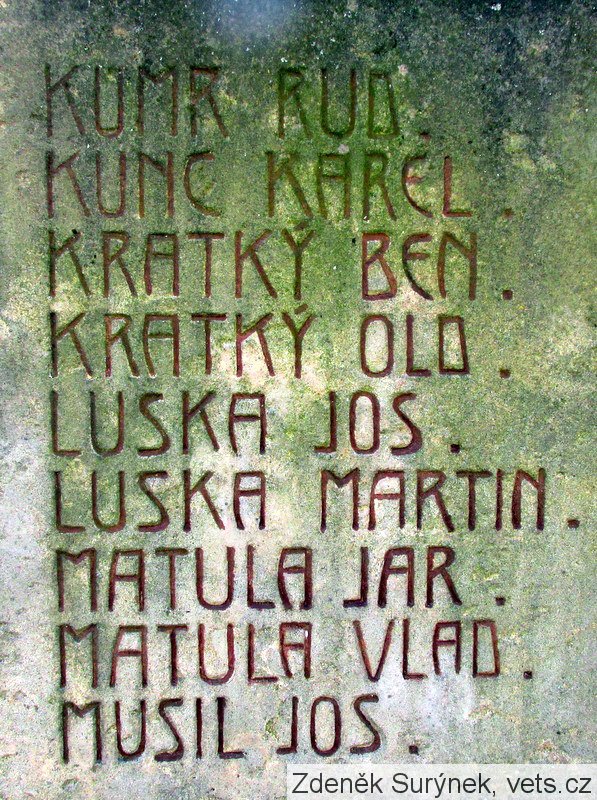 KUMR RUD.
KUNC KAREL.
KRATKÝ BEN.
KRATKÝ OLD.
LUSKA JOS.
LUSKA MARTIN.
MATULA JAR.
MATULA VLAD.
MUSIL JOS.
Zdeněk Surýnek, vets.cz